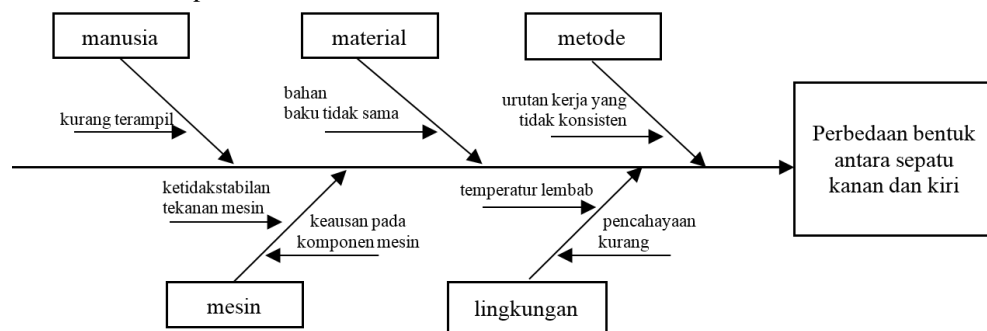 manusia
material
metode
kurang terampil
bahan
baku tidak sama
urutan kerja yang
tidak konsisten
Perbedaan bentuk
antara sepatu
kanan dan kiri
ketidakstabilan
tekanan mesin
keausan pada
komponen mesin
temperatur lembab
pencahayaan
kurang
mesin
lingkungan